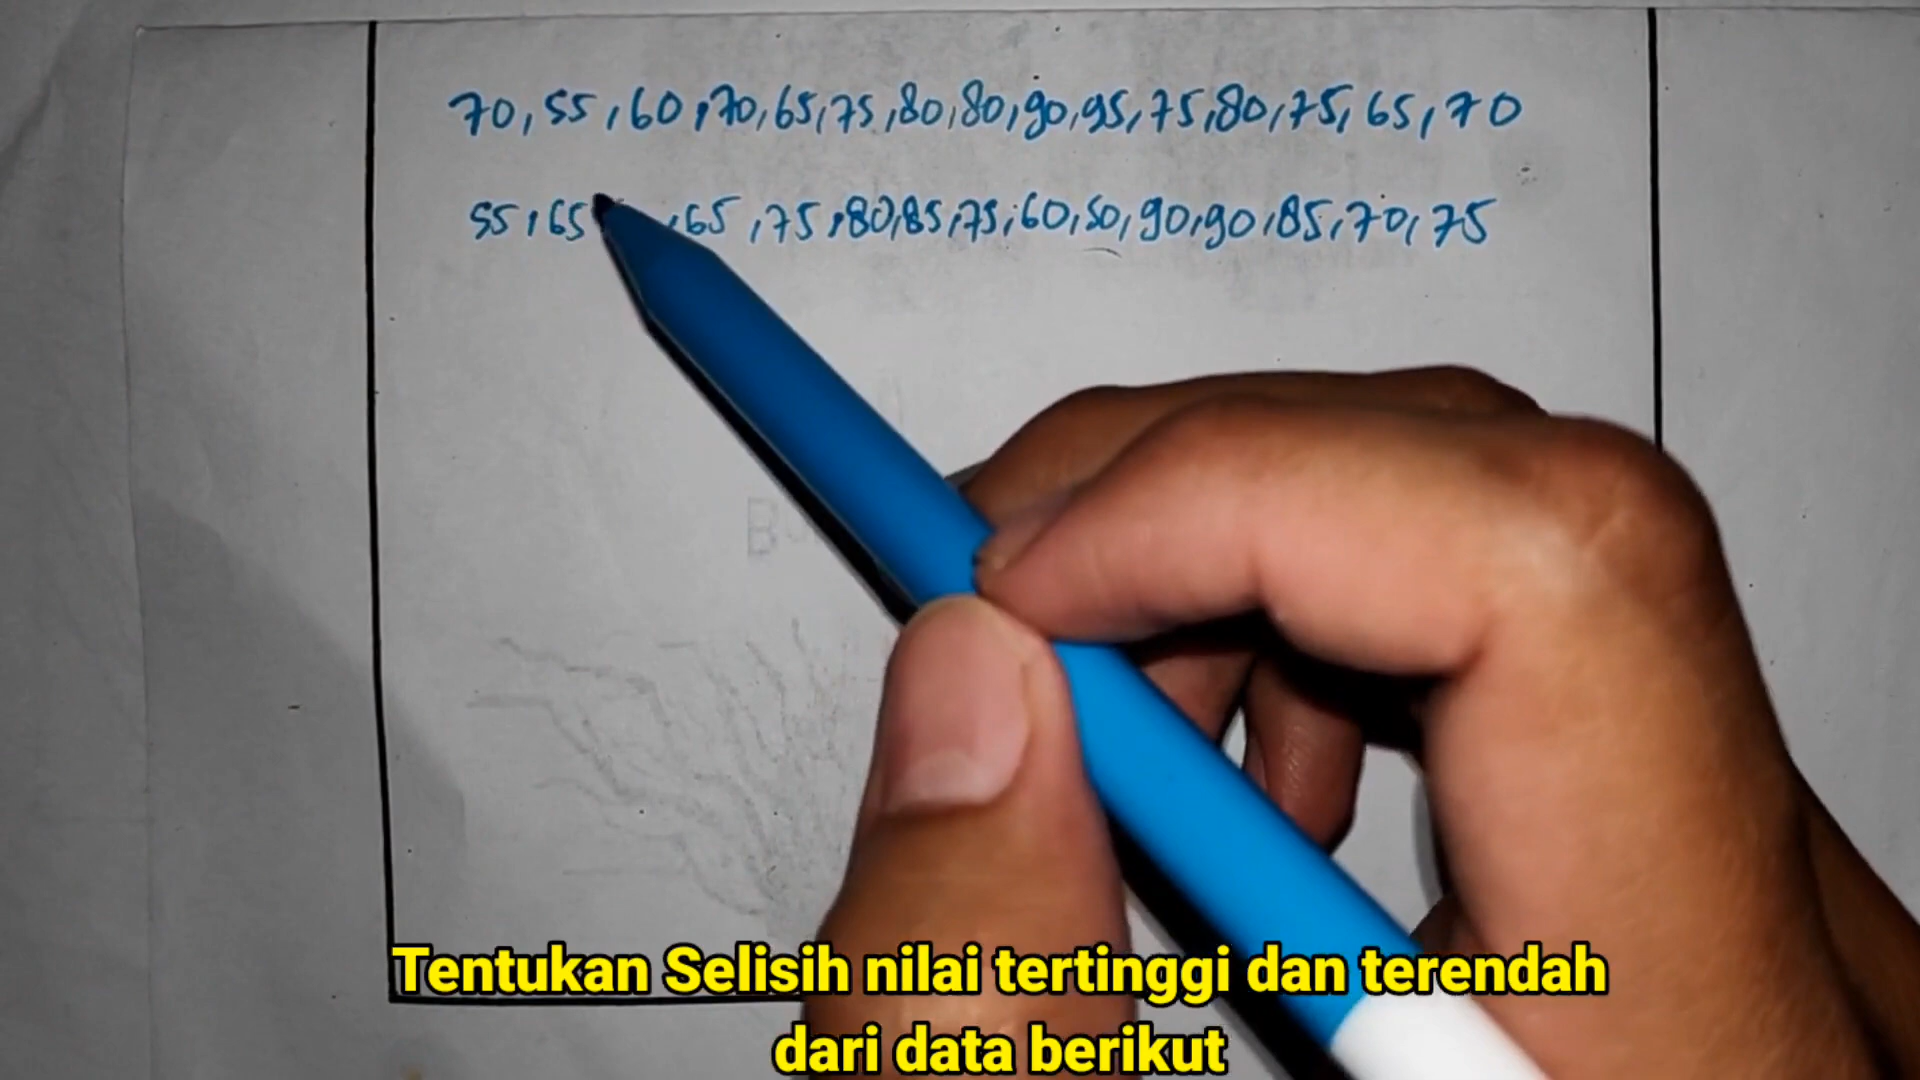 70, 55, 60, 70, 65, 75, 80, 80, 90, 95, 75, 80, 75, 65, 70
55, 65 , 65, 75, 80, 85, 75, 60, 50, 90, 90, 85, 70, 75
Tentukan Selisih nilai tertinggi dan terendah
dari data berikut